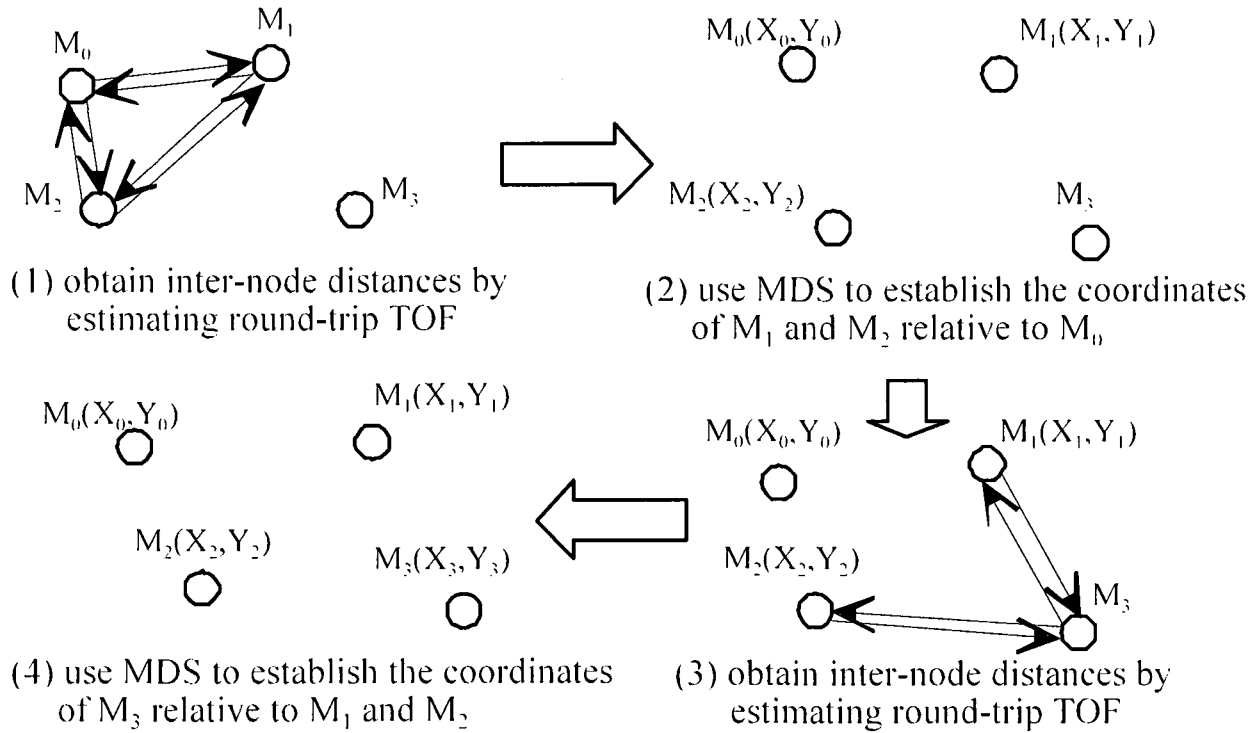 M₀
M₁
M₂
M₃
(1) obtain inter-node distances by
estimating round-trip TOF
M₀(X₀,Y₀)
M₁(X₁,Y₁)
M₂(X₂,Y₂)
M₃
(2) use MDS to establish the coordinates
of M₁ and M₂ relative to M₀
M₀(X₀,Y₀)
M₁(X₁,Y₁)
M₂(X₂,Y₂)
M₃
(3) obtain inter-node distances by
estimating round-trip TOF
M₀(X₀,Y₀)
M₁(X₁,Y₁)
M₂(X₂,Y₂)
M₃(X₃,Y₃)
(4) use MDS to establish the coordinates
of M₃ relative to M₁ and M₂